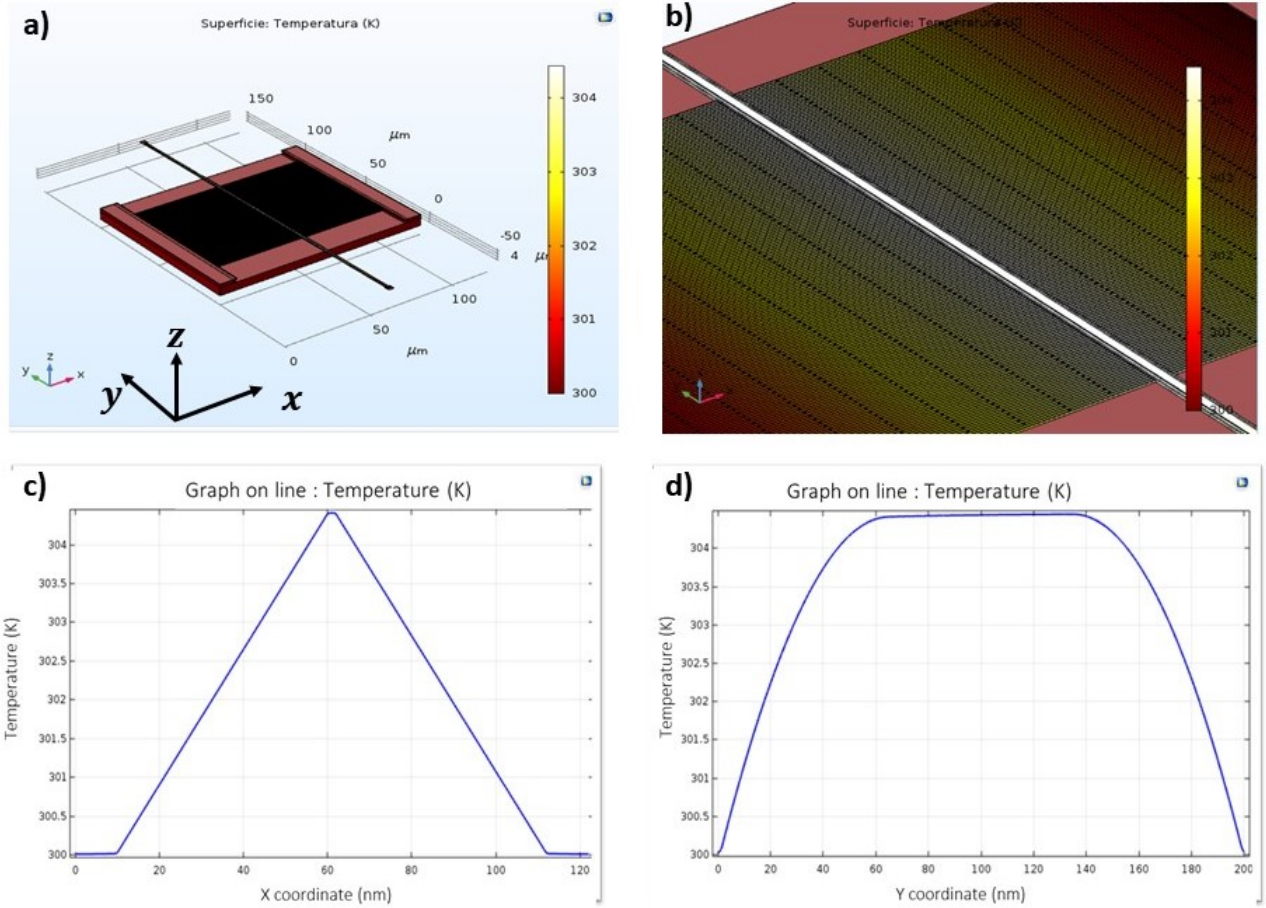 a)
Superficie: Temperatura (K)
150
100
μm
50
0
-50
4
100
50
μm
0
304
303
302
301
300
z
y
x
z
y
x
b)
Superficie: Temperatura
c)
Graph on line : Temperature (K)
Temperature (K)
304
303.5
303
302.5
302
301.5
301
300.5
300
0
20
40
60
80
100
120
X coordinate (nm)
d)
Graph on line : Temperature (K)
Temperature (K)
304
303.5
303
302.5
302
301.5
301
300.5
300
0
20
40
60
80
100
120
140
160
180
200
Y coordinate (nm)